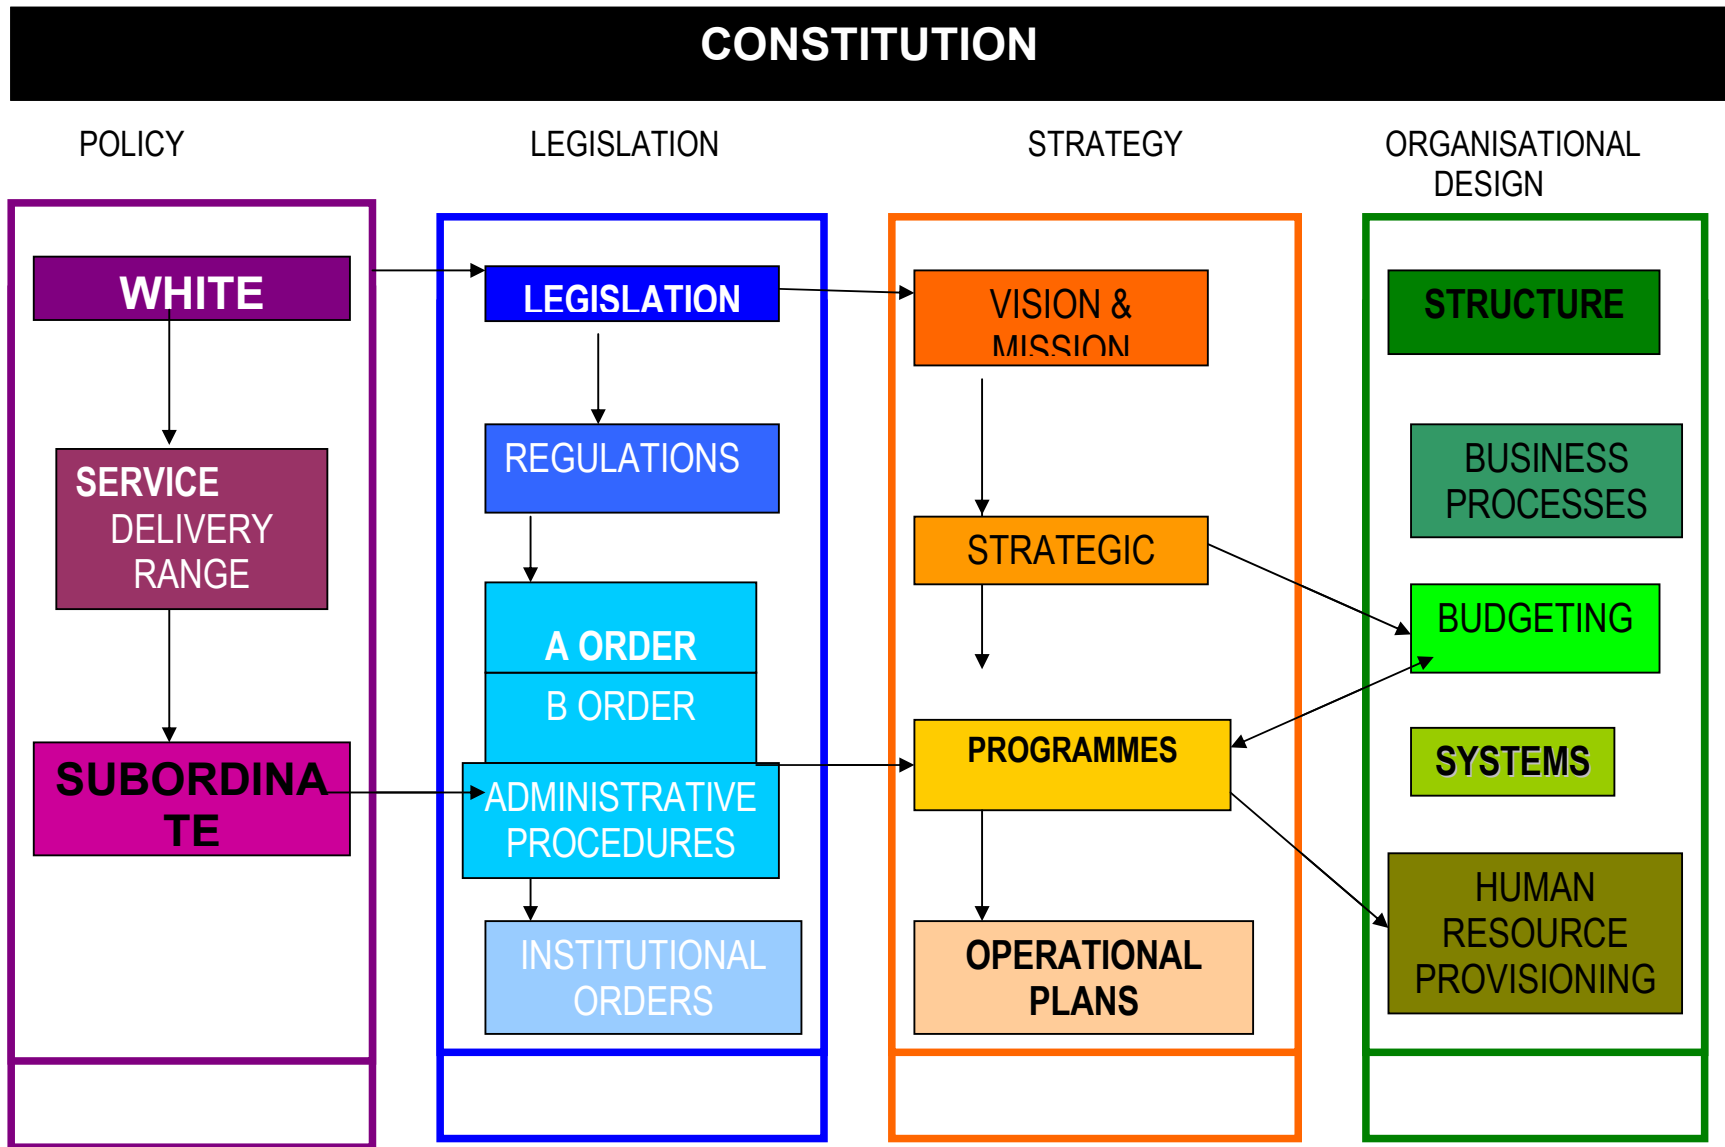 CONSTITUTION
POLICY
LEGISLATION
STRATEGY
ORGANISATIONAL
DESIGN
WHITE
SERVICE
DELIVERY
RANGE
SUBORDINA
TE
LEGISLATION
REGULATIONS
A ORDER
B ORDER
ADMINISTRATIVE
PROCEDURES
INSTITUTIONAL
ORDERS
VISION &
MISSION
STRATEGIC
PROGRAMMES
OPERATIONAL
PLANS
STRUCTURE
BUSINESS
PROCESSES
BUDGETING
SYSTEMS
HUMAN
RESOURCE
PROVISIONING